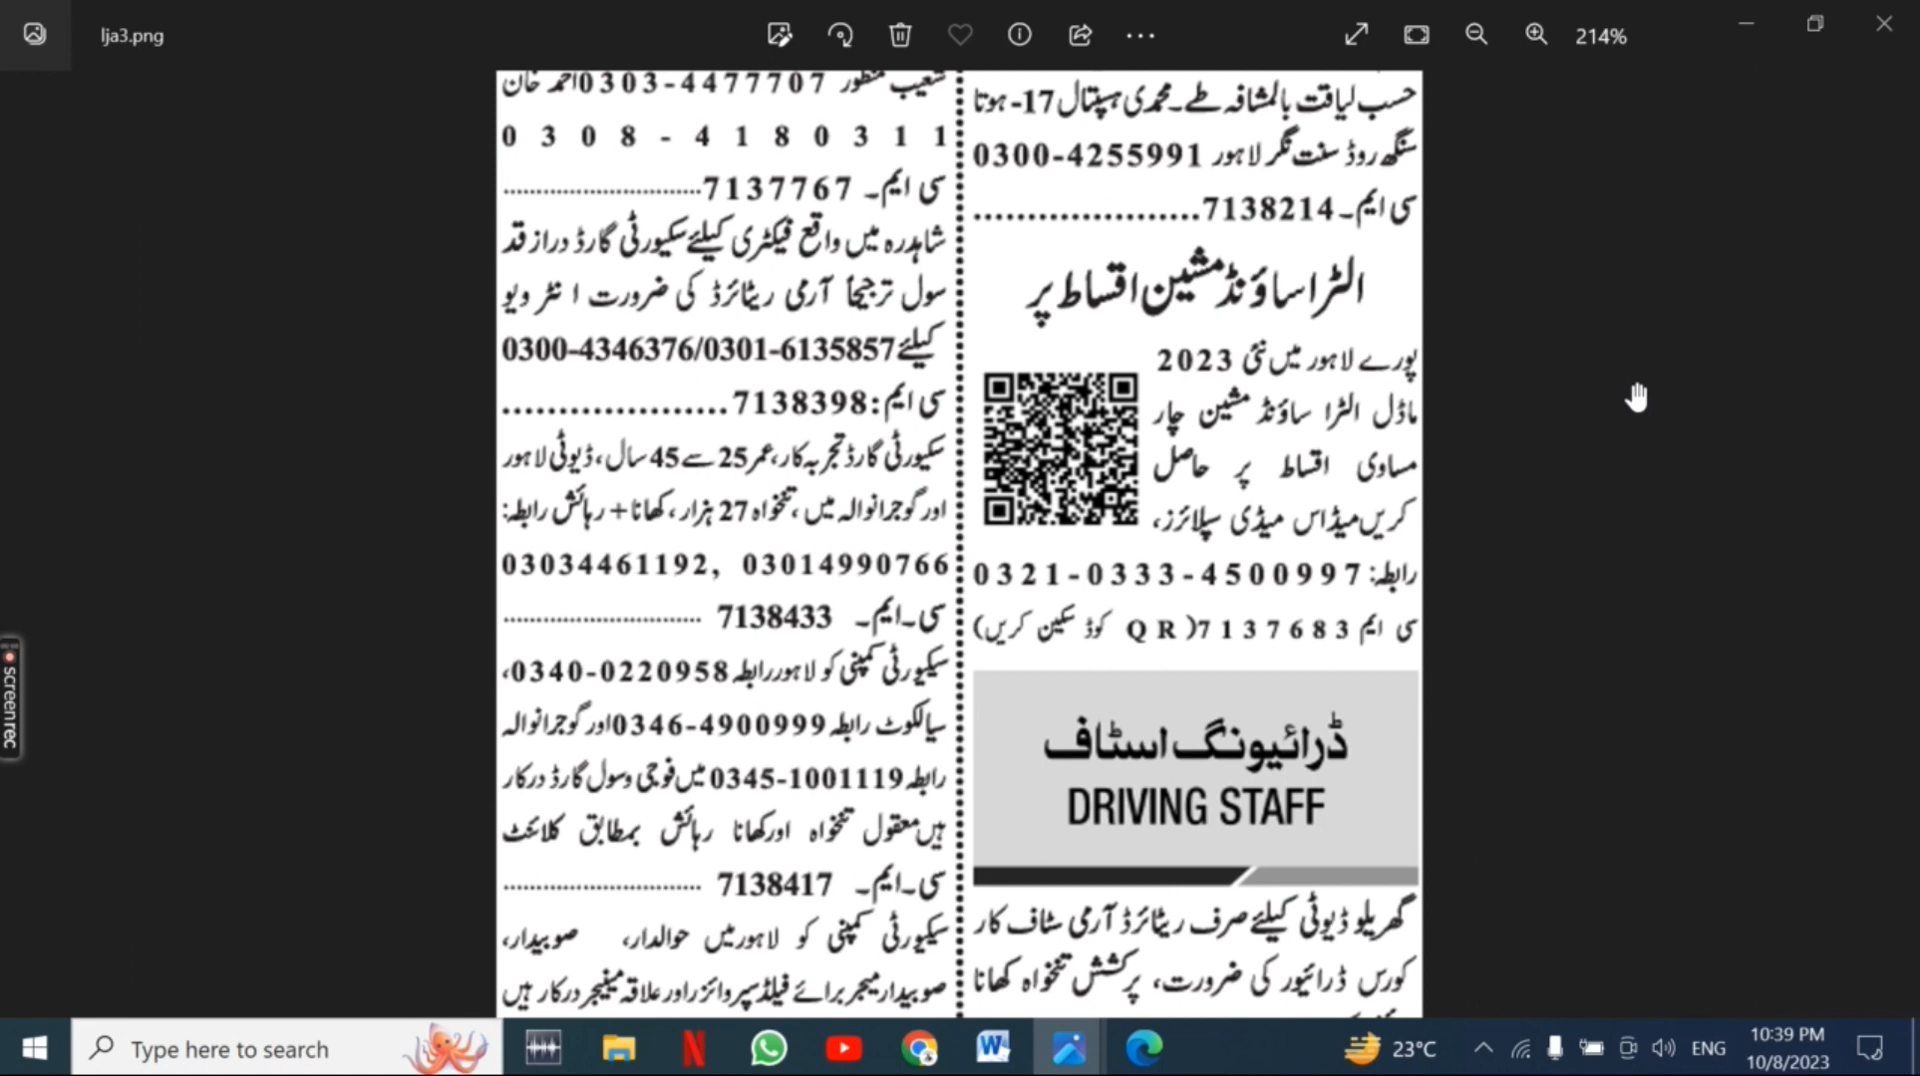 lja3.png
214%
حسب لیاقت بالمشافہ طے۔ محمدی ہسپتال 17- ہوتا
سنگھ روڈ سنت نگر لاہور 0300-4255991
سی ایم۔ 7138214
الٹراساؤنڈ مشین اقساط پر
پورے لاہور میں نئی 2023
ماڈل الٹرا ساؤنڈ مشین چار
مساوی اقساط پر حاصل
کریں میڈاس میڈی سپلائرز،
رابطہ: 0321-0333-4500997
سی ایم 7137683 (QR کوڈ سکین کریں)
ڈرائیونگ اسٹاف
DRIVING STAFF
گھریلو ڈیوٹی کیلئے صرف ریٹائرڈ آرمی سٹاف کار
کورس ڈرائیور کی ضرورت، پرکشش تنخواہ کھانا
شعیب منظور 0303-4477707 احمد خان
0308-4180311
سی ایم۔ 7137767
شاہدرہ میں واقع فیکٹری کیلئے سکیورٹی گارڈ دراز قد
سول ترجیحاً آرمی ریٹائرڈ کی ضرورت انٹر ویو
کیلئے 0300-4346376/0301-6135857
سی ایم: 7138398
سکیورٹی گارڈ تجربہ کار، عمر 25 سے 45 سال، ڈیوٹی لاہور
اور گوجرانوالہ میں، تنخواہ 27 ہزار، کھانا + رہائش رابطہ:
03034461192, 03014990766
سی۔ ایم۔ 7138433
سیکیورٹی کمپنی کو لاہور رابطہ 0340-0220958،
سیالکوٹ رابطہ 0346-4900999 اور گوجرانوالہ
رابطہ 0345-1001119 میں فوجی و سول گارڈ درکار
ہیں معقول تنخواہ اور کھانا رہائش بمطابق کلائنٹ
سی۔ ایم۔ 7138417
سیکیورٹی کمپنی کو لاہور میں حوالدار، صوبیدار،
صوبیدار میجر برائے فیلڈ سپروائزر اور علاقہ مینیجر درکار ہیں
screenrec
Type here to search
23°C
ENG
10:39 PM
10/8/2023